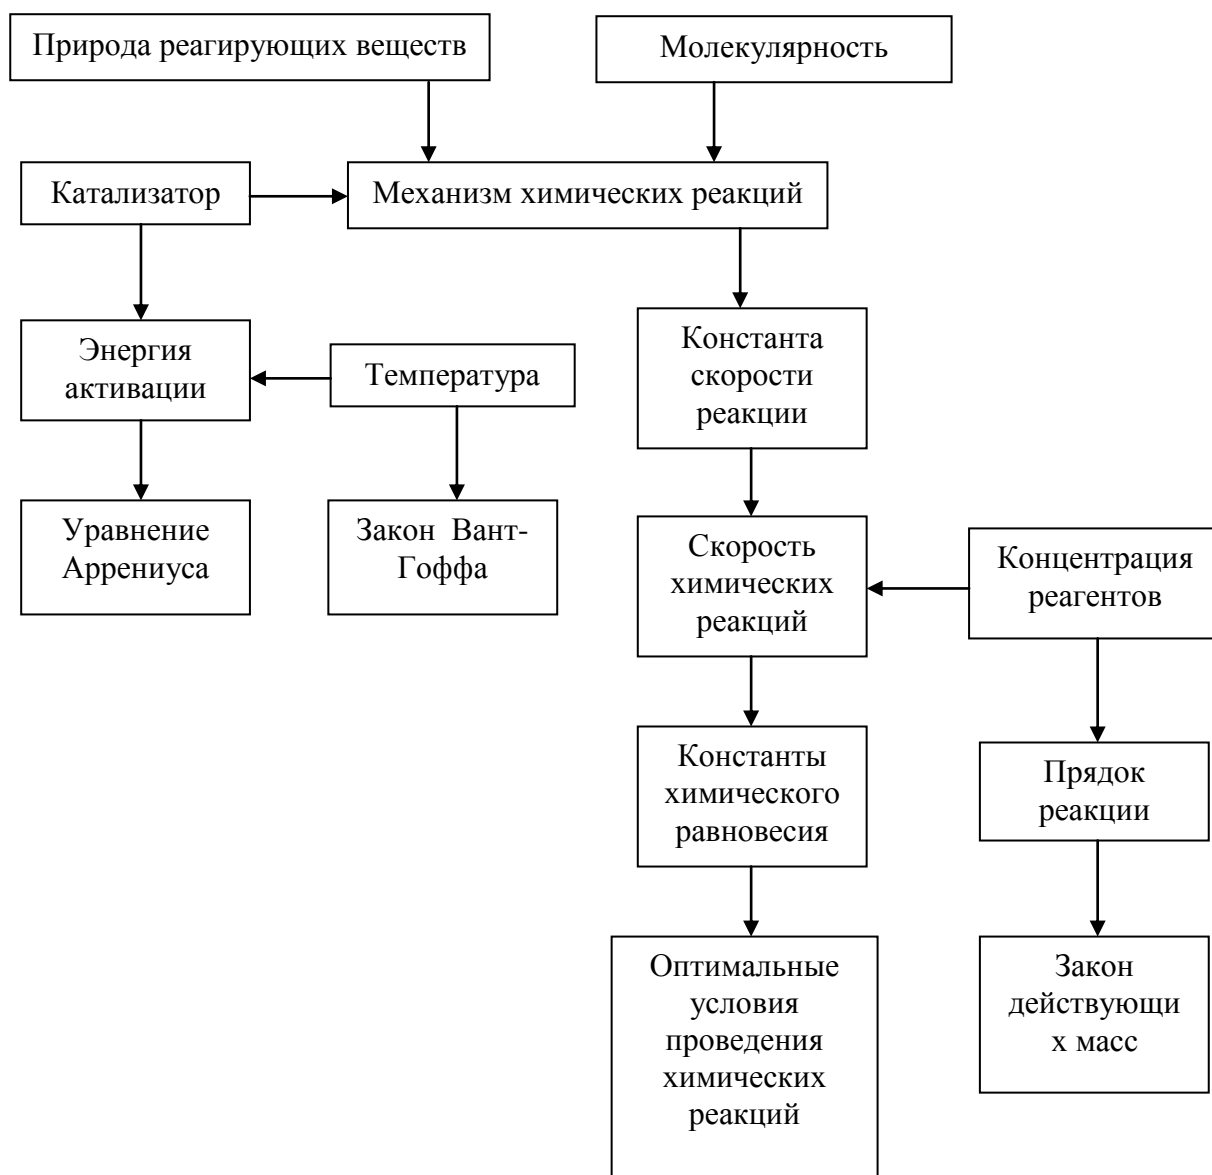 Природа реагирующих веществ
Молекулярность
Катализатор
Механизм химических реакций
Энергия
активации
Температура
Константа
скорости
реакции
Уравнение
Аррениуса
Закон Вант-
Гоффа
Скорость
химических
реакций
Концентрация
реагентов
Константы
химического
равновесия
Прядок
реакции
Оптимальные
условия
проведения
химических
реакций
Закон
действующи
х масс